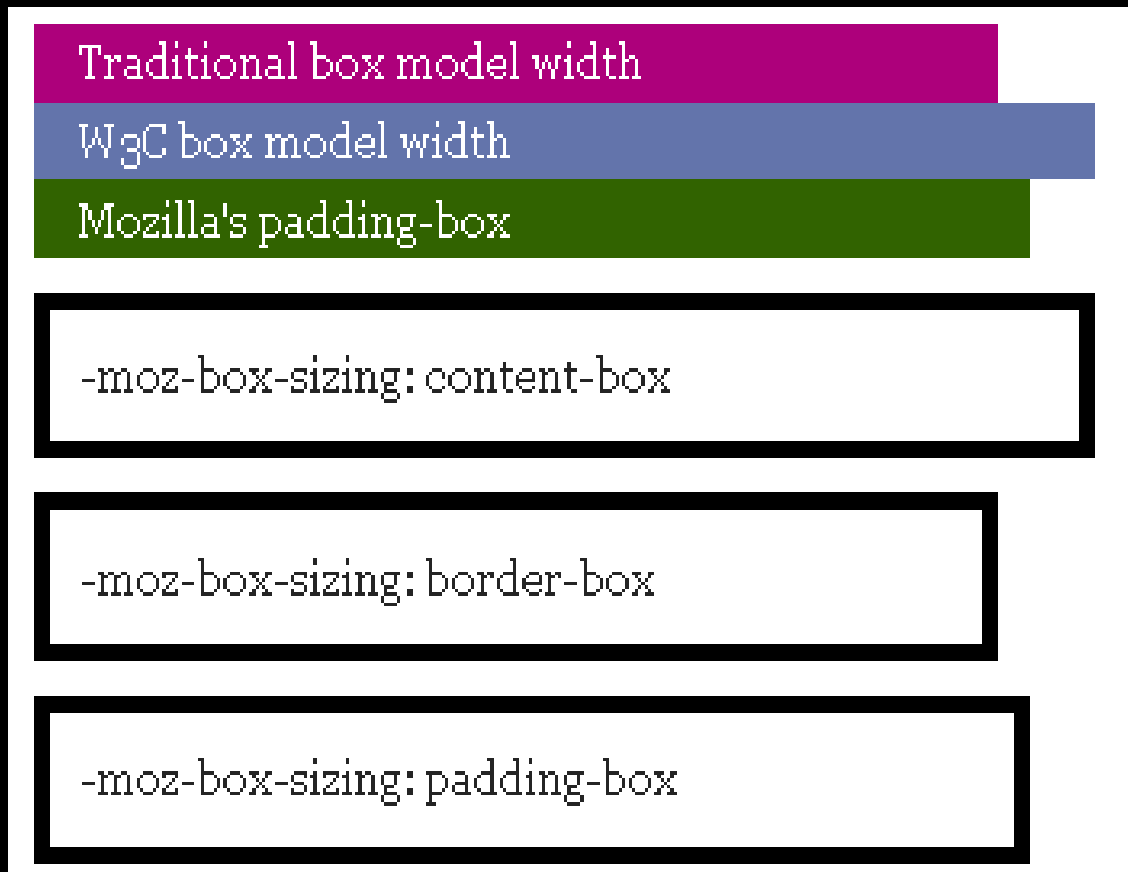 Traditional box model width
W3C box model width
Mozilla's padding-box
-moz-box-sizing: content-box
-moz-box-sizing: border-box
-moz-box-sizing: padding-box